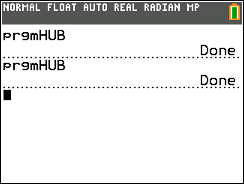 NORMAL FLOAT AUTO REAL RADIAN MP
prgmHUB
Done
prgmHUB
Done